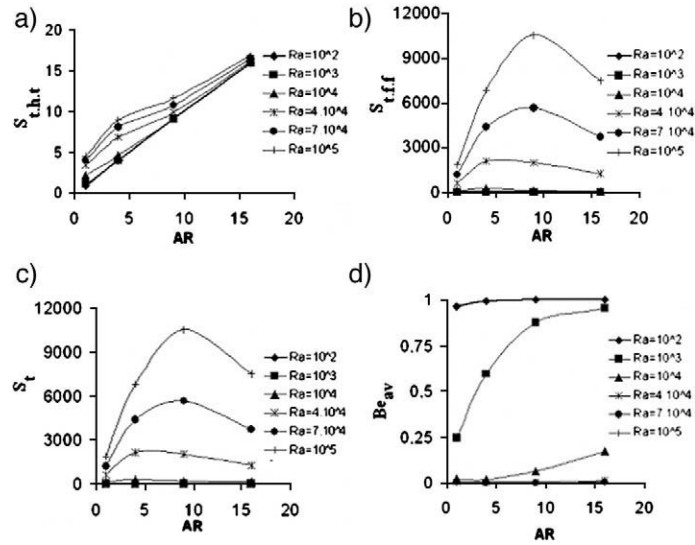 a)
20
15
10
5
0
S t.h.t
0 5 10 15 20
AR
Ra=10^2
Ra=10^3
Ra=10^4
Ra=4.10^4
Ra=7 10^4
Ra=10^5
b)
12000
9000
6000
3000
0
S t.f.f
0 5 10 15 20
AR
Ra=10^2
Ra=10^3
Ra=10^4
Ra=4 10^4
Ra=7 10^4
Ra=10^5
c)
12000
9000
6000
3000
0
S t
0 5 10 15 20
AR
Ra=10^2
Ra=10^3
Ra=10^4
Ra=4.10^4
Ra=7.10^4
Ra=10^5
d)
1
0.75
0.5
0.25
0
Be av
0 5 10 15 20
AR
Ra=10^2
Ra=10^3
Ra=10^4
Ra=4 10^4
Ra=7 10^4
Ra=10^5